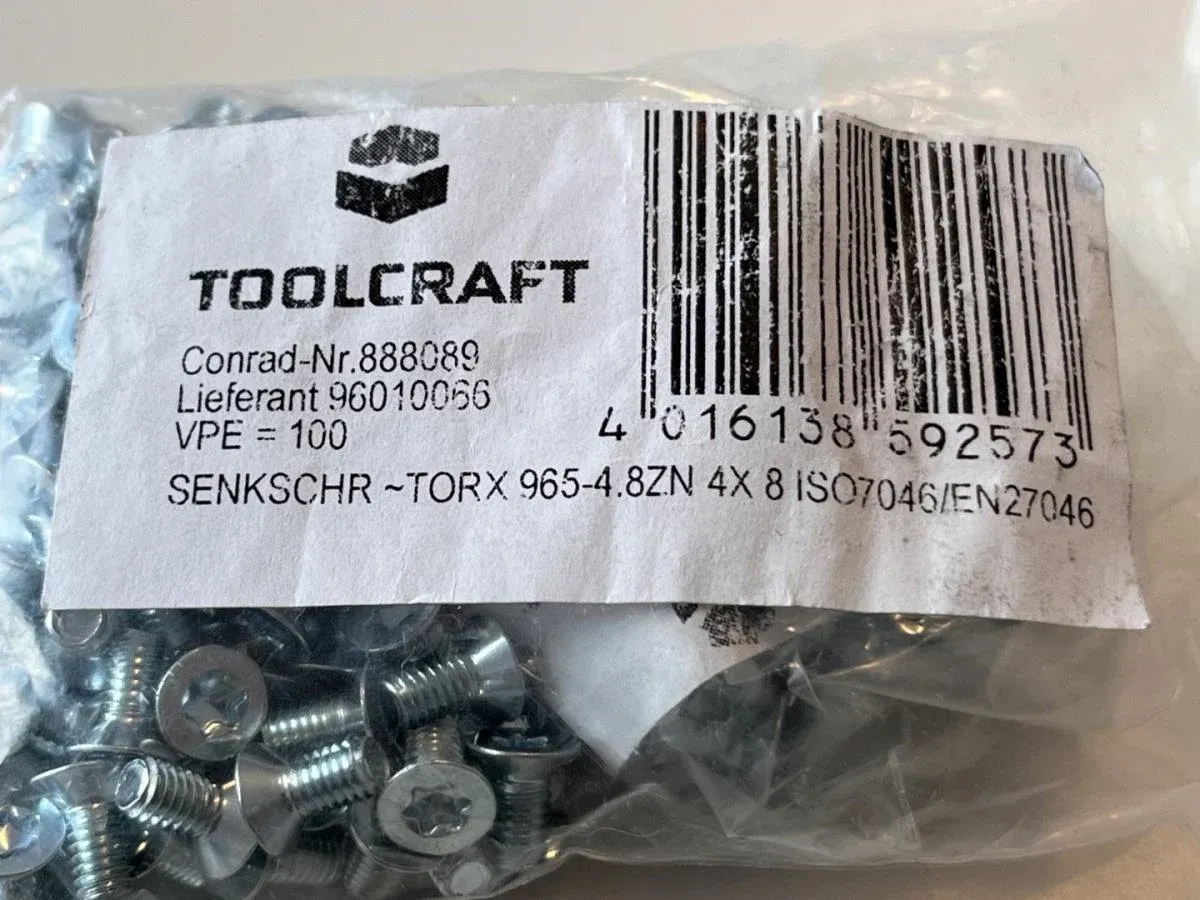 TOOLCRAFT
Conrad-Nr.888089
Lieferant 96010066
VPE = 100
4 016138 592573
SENKSCHR ~TORX 965-4.8ZN 4X 8 ISO7046/EN27046